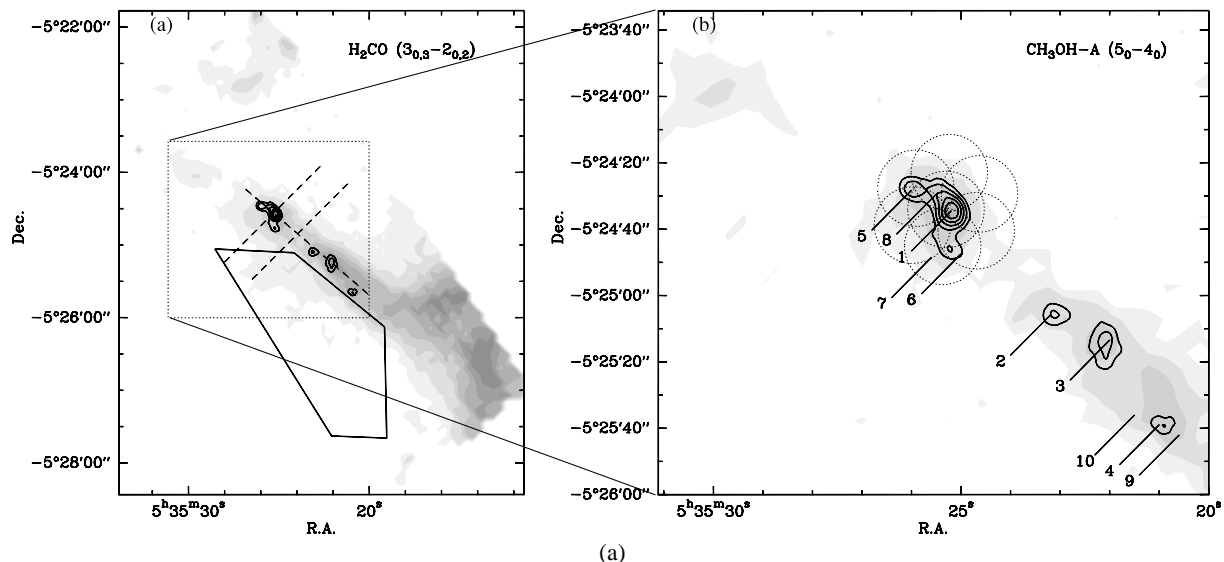 (a)
H₂CO (3₀,₃−2₀,₂)
−5°22′00″
−5°24′00″
−5°26′00″
−5°28′00″
Dec.
5ʰ35ᵐ30ˢ
20ˢ
R.A.
(b)
CH₃OH−A (5₀−4₀)
−5°23′40″
−5°24′00″
−5°24′20″
−5°24′40″
−5°25′00″
−5°25′20″
−5°25′40″
−5°26′00″
Dec.
5
8
1
7
6
2
3
10
4
9
5ʰ35ᵐ30ˢ
25ˢ
20ˢ
R.A.
(a)